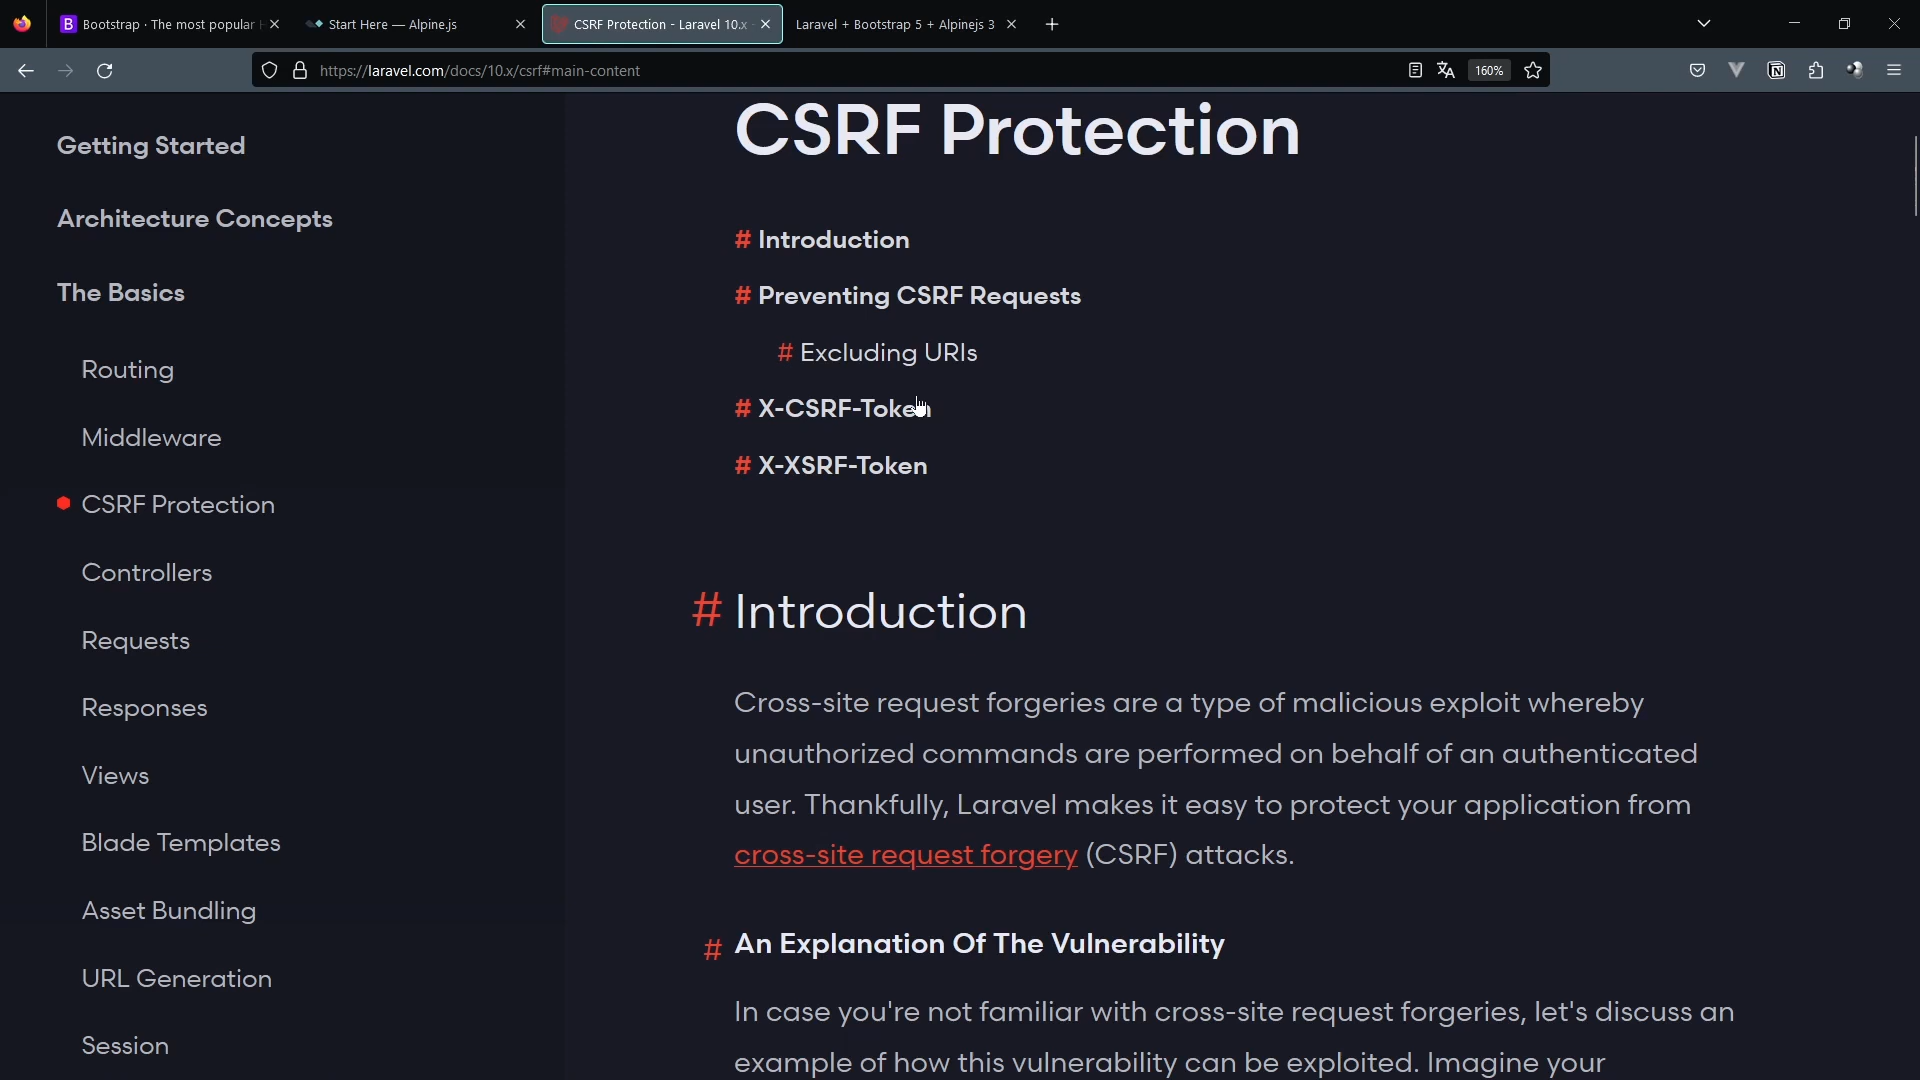 Bootstrap · The most popular
Start Here — Alpine.js
CSRF Protection - Laravel 10.x
Laravel + Bootstrap 5 + Alpinejs 3
https://laravel.com/docs/10.x/csrf#main-content
160%
Getting Started
Architecture Concepts
The Basics
Routing
Middleware
CSRF Protection
Controllers
Requests
Responses
Views
Blade Templates
Asset Bundling
URL Generation
Session
CSRF Protection
# Introduction
# Preventing CSRF Requests
# Excluding URIs
# X-CSRF-Token
# X-XSRF-Token
# Introduction
Cross-site request forgeries are a type of malicious exploit whereby
unauthorized commands are performed on behalf of an authenticated
user. Thankfully, Laravel makes it easy to protect your application from
cross-site request forgery (CSRF) attacks.
# An Explanation Of The Vulnerability
In case you're not familiar with cross-site request forgeries, let's discuss an
example of how this vulnerability can be exploited. Imagine your